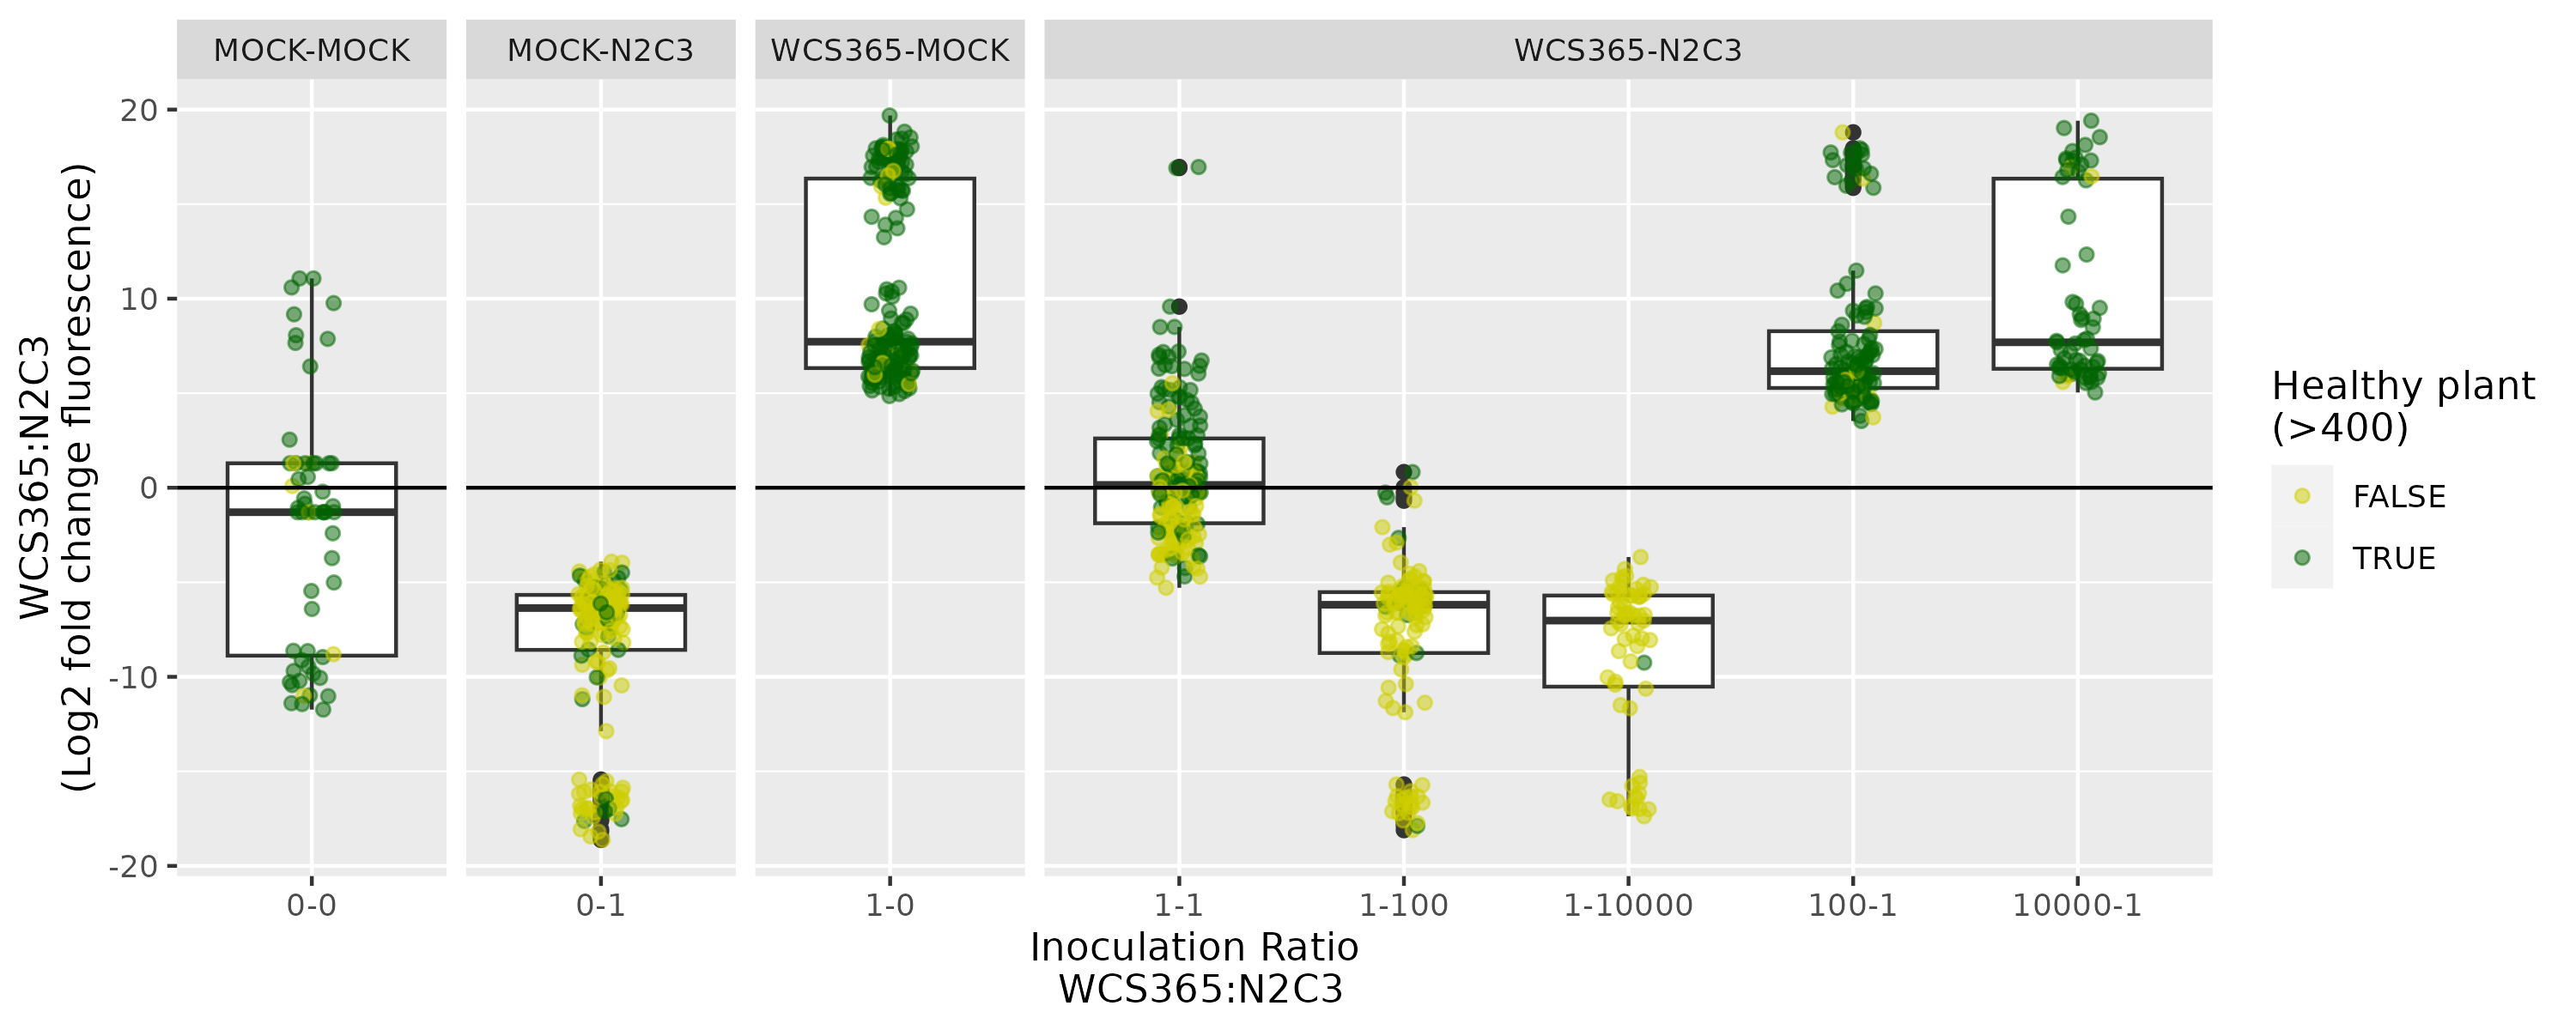 MOCK-MOCK
MOCK-N2C3
WCS365-MOCK
WCS365-N2C3
WCS365:N2C3
(Log2 fold change fluorescence)
20
10
0
-10
-20
0-0
0-1
1-0
1-1
1-100
1-10000
100-1
10000-1
Inoculation Ratio
WCS365:N2C3
Healthy plant
(>400)
FALSE
TRUE